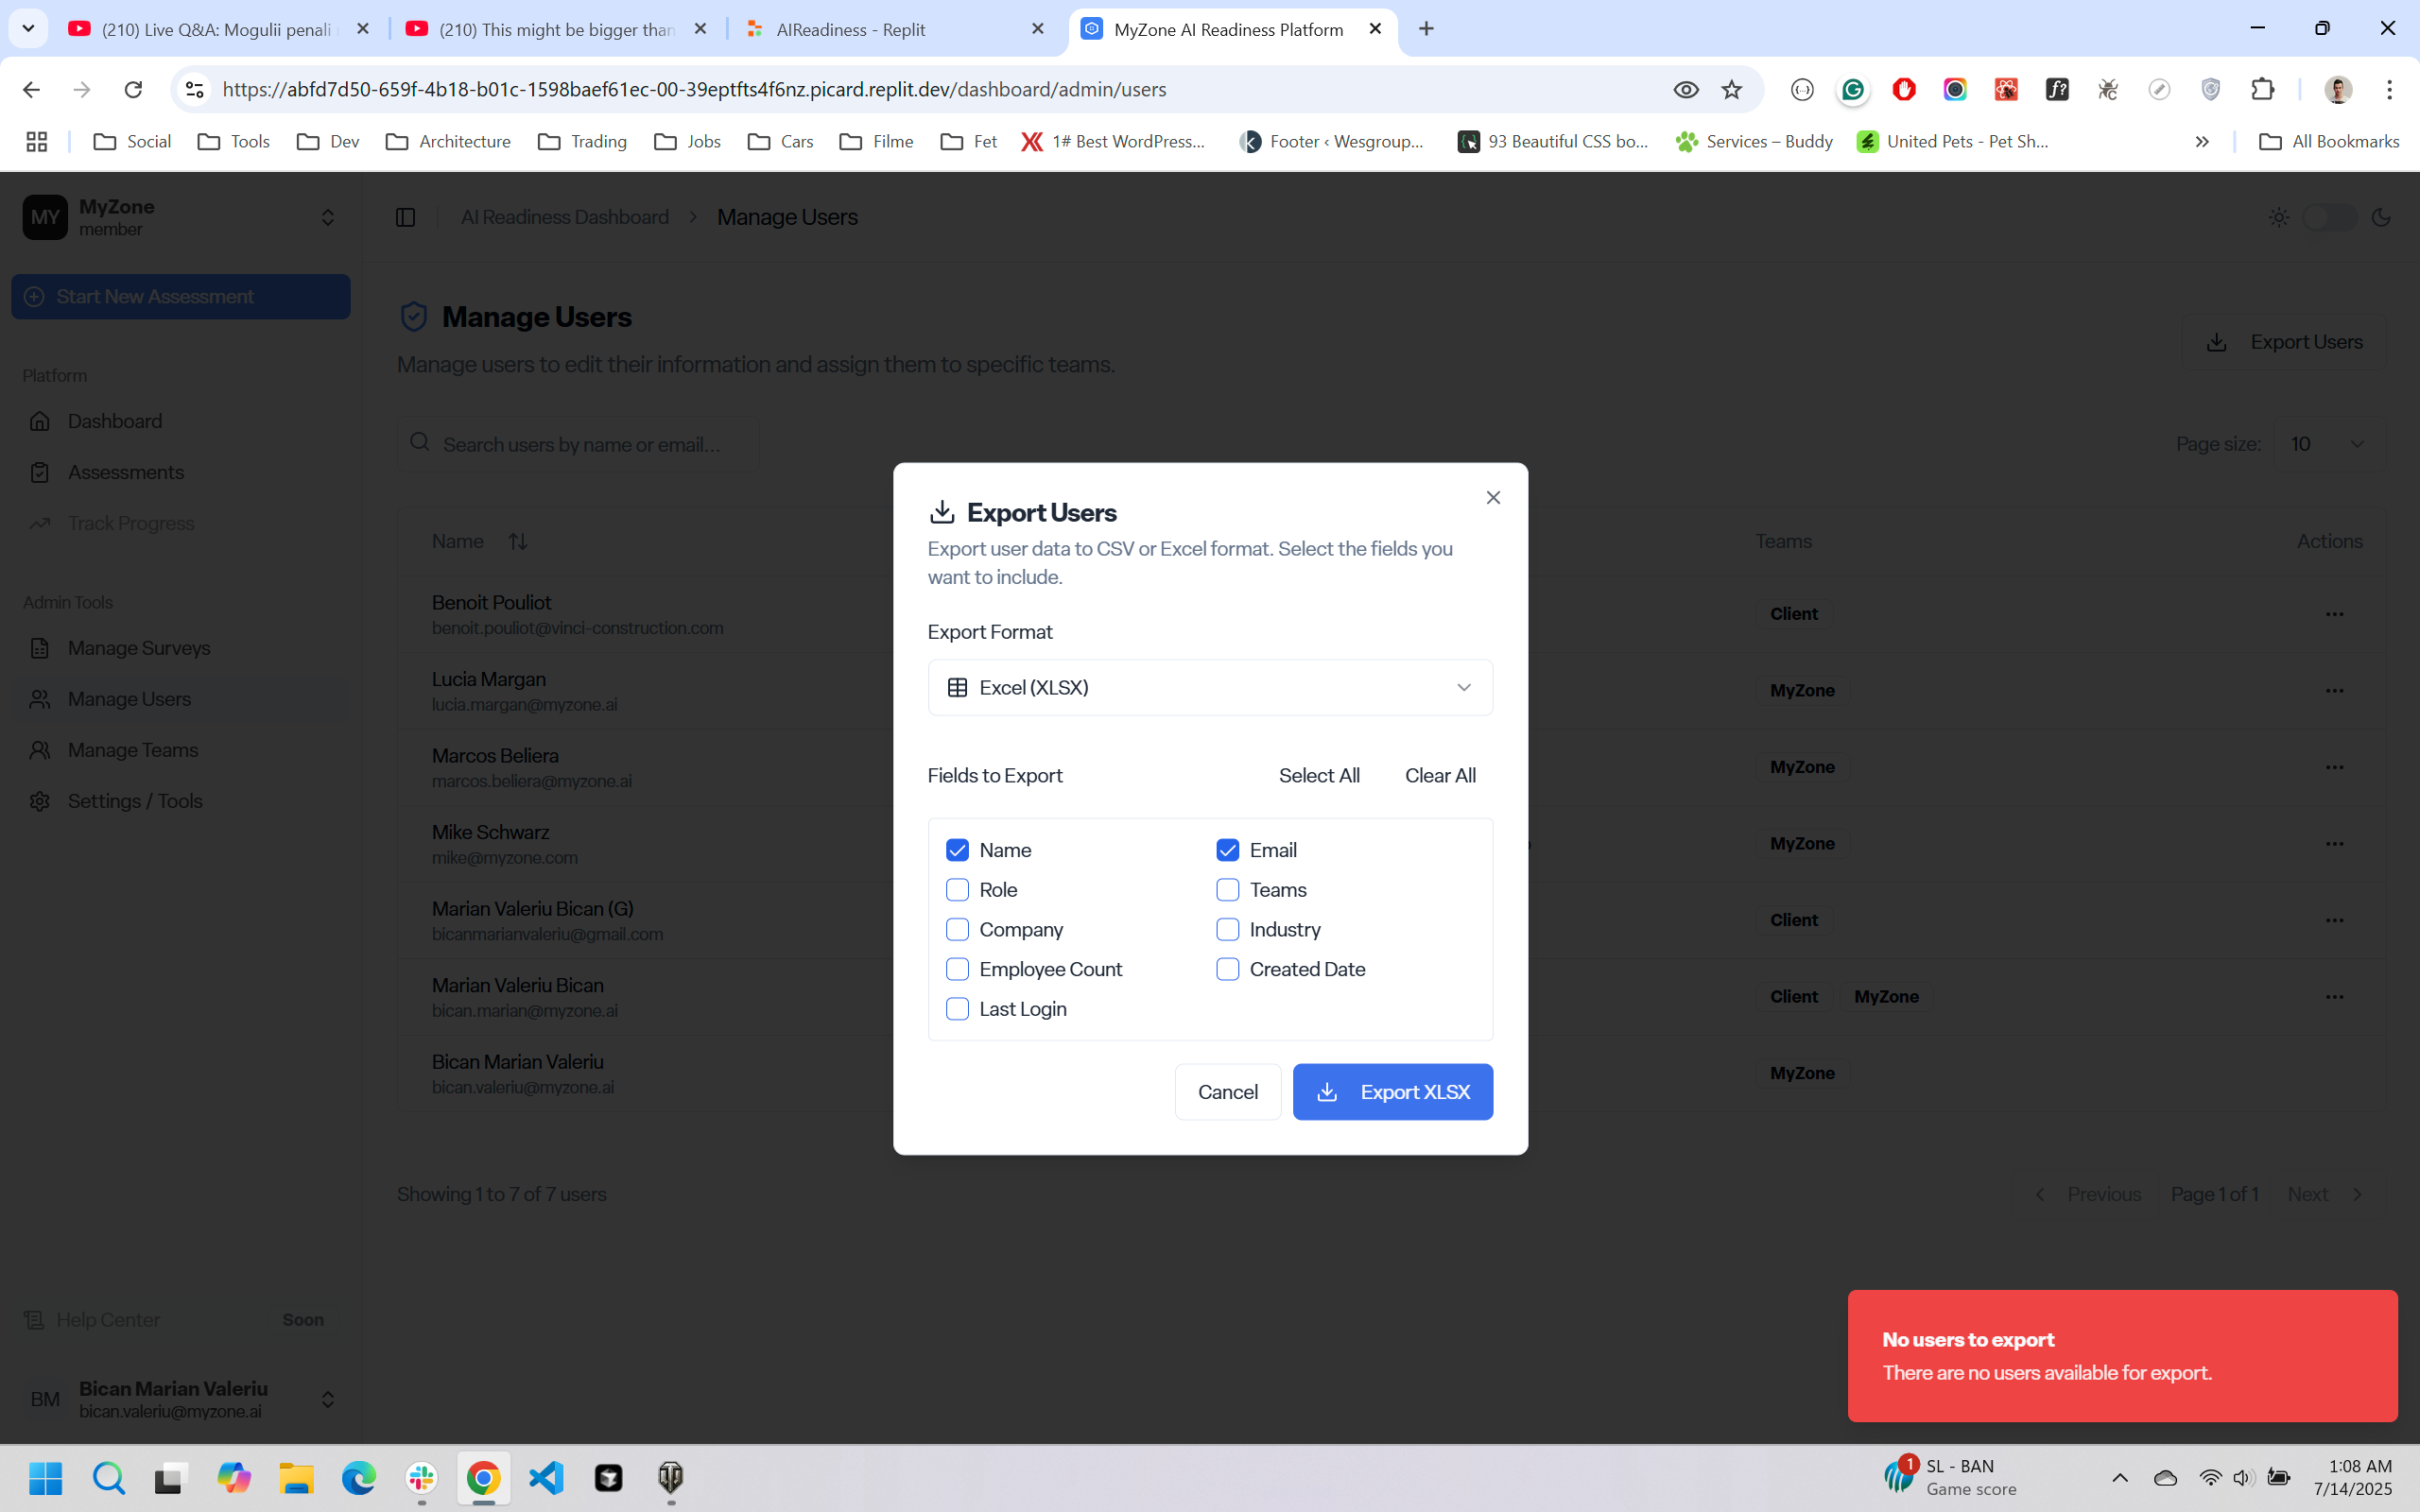 (210) Live Q&A: Mogulii penali
(210) This might be bigger than
AIReadiness - Replit
MyZone AI Readiness Platform
https://abfd7d50-659f-4b18-b01c-1598baef61ec-00-39eptfts4f6nz.picard.replit.dev/dashboard/admin/users
Social
Tools
Dev
Architecture
Trading
Jobs
Cars
Filme
Fet
1# Best WordPress...
Footer ‹ Wesgroup...
93 Beautiful CSS bo...
Services – Buddy
United Pets - Pet Sh...
All Bookmarks
MY
MyZone
member
AI Readiness Dashboard > Manage Users
Start New Assessment
Platform
Dashboard
Assessments
Track Progress
Admin Tools
Manage Surveys
Manage Users
Manage Teams
Settings / Tools
Help Center
Soon
BM
Bican Marian Valeriu
bican.valeriu@myzone.ai
Manage Users
Manage users to edit their information and assign them to specific teams.
Export Users
Search users by name or email...
Page size:
10
Name
Teams
Actions
Benoit Pouliot
benoit.pouliot@vinci-construction.com
Client
Lucia Margan
lucia.margan@myzone.ai
MyZone
Marcos Beliera
marcos.beliera@myzone.ai
MyZone
Mike Schwarz
mike@myzone.com
MyZone
Marian Valeriu Bican (G)
bicanmarianvaleriu@gmail.com
Client
Marian Valeriu Bican
bican.marian@myzone.ai
Client
MyZone
Bican Marian Valeriu
bican.valeriu@myzone.ai
MyZone
Showing 1 to 7 of 7 users
Previous
Page 1 of 1
Next
Export Users
Export user data to CSV or Excel format. Select the fields you
want to include.
Export Format
Excel (XLSX)
Fields to Export
Select All
Clear All
Name
Email
Role
Teams
Company
Industry
Employee Count
Created Date
Last Login
Cancel
Export XLSX
No users to export
There are no users available for export.
1
SL - BAN
Game score
1:08 AM
7/14/2025